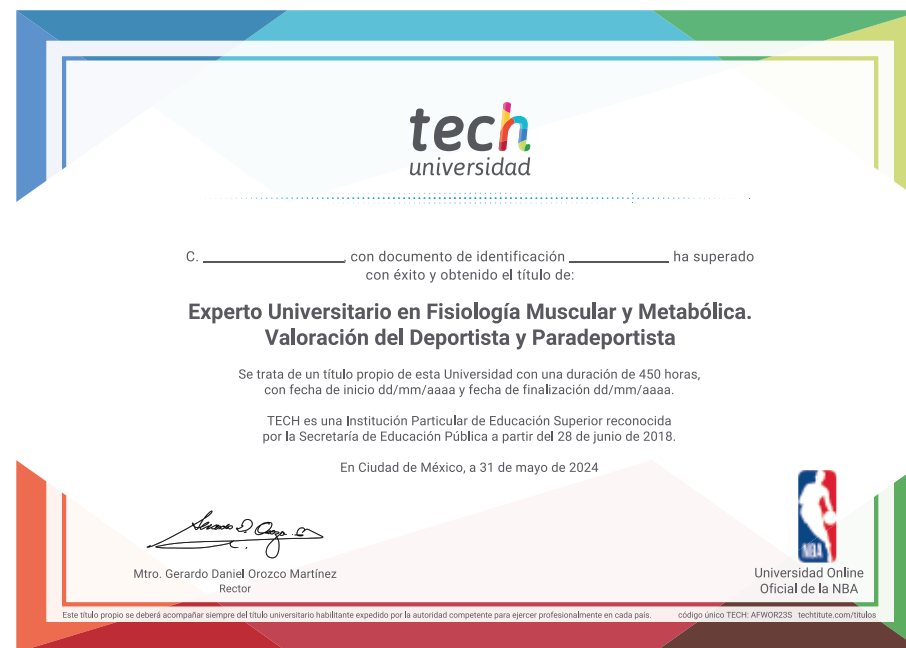 tech
universidad
C. ____________________, con documento de identificación ______________ ha superado
con éxito y obtenido el título de:
Experto Universitario en Fisiología Muscular y Metabólica.
Valoración del Deportista y Paradeportista
Se trata de un título propio de esta Universidad con una duración de 450 horas,
con fecha de inicio dd/mm/aaaa y fecha de finalización dd/mm/aaaa.
TECH es una Institución Particular de Educación Superior reconocida
por la Secretaría de Educación Pública a partir del 28 de junio de 2018.
En Ciudad de México, a 31 de mayo de 2024
NBA
Mtro. Gerardo Daniel Orozco Martínez
Rector
Universidad Online
Oficial de la NBA
Este título propio se deberá acompañar siempre del título universitario habilitante expedido por la autoridad competente para ejercer profesionalmente en cada país.
código único TECH: AFWOR23S techtitute.com/titulos